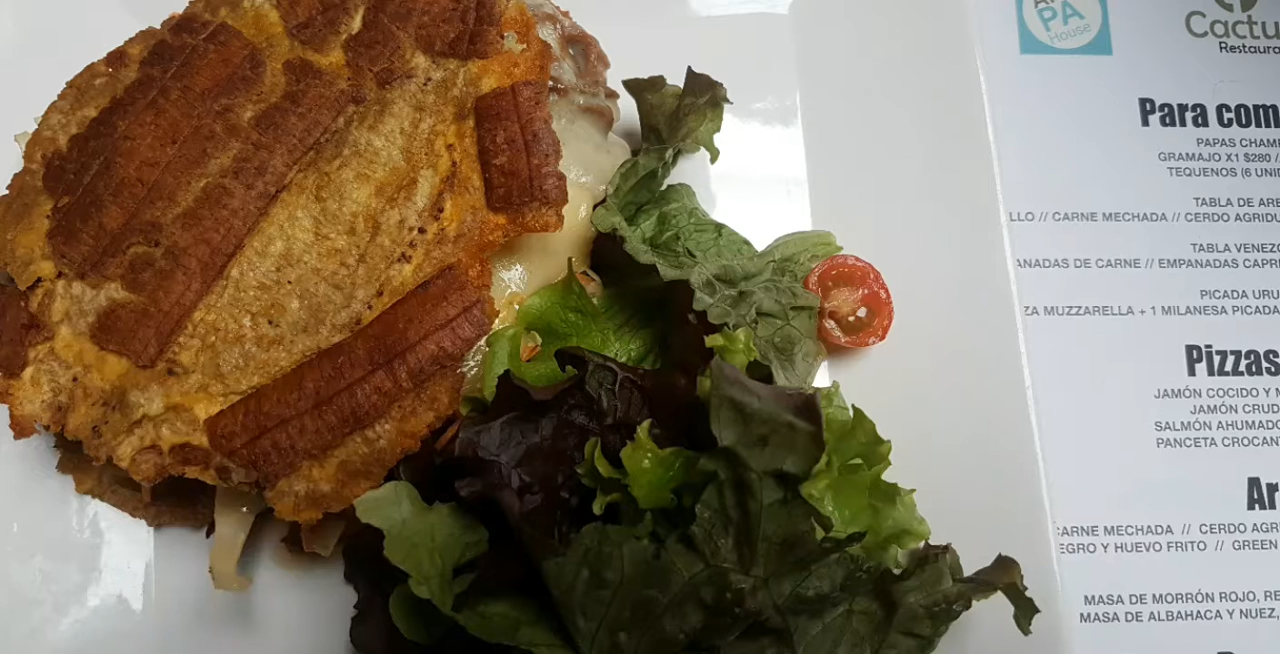 PA
House
Cactu
Restaura
Para com
PAPAS CHAM
GRAMAJO X1 $280 /
TEQUENOS (6 UNID
TABLA DE ARE
LLO // CARNE MECHADA // CERDO AGRIDU
TABLA VENEZO
ANADAS DE CARNE // EMPANADAS CAPRE
PICADA URU
ZA MUZZARELLA + 1 MILANESA PICADA
Pizzas
JAMÓN COCIDO Y M
JAMÓN CRUD
SALMÓN AHUMADO
PANCETA CROCAN
Ar
CARNE MECHADA // CERDO AGR
EGRO Y HUEVO FRITO // GREEN
MASA DE MORRÓN ROJO, RE
MASA DE ALBAHACA Y NUEZ,